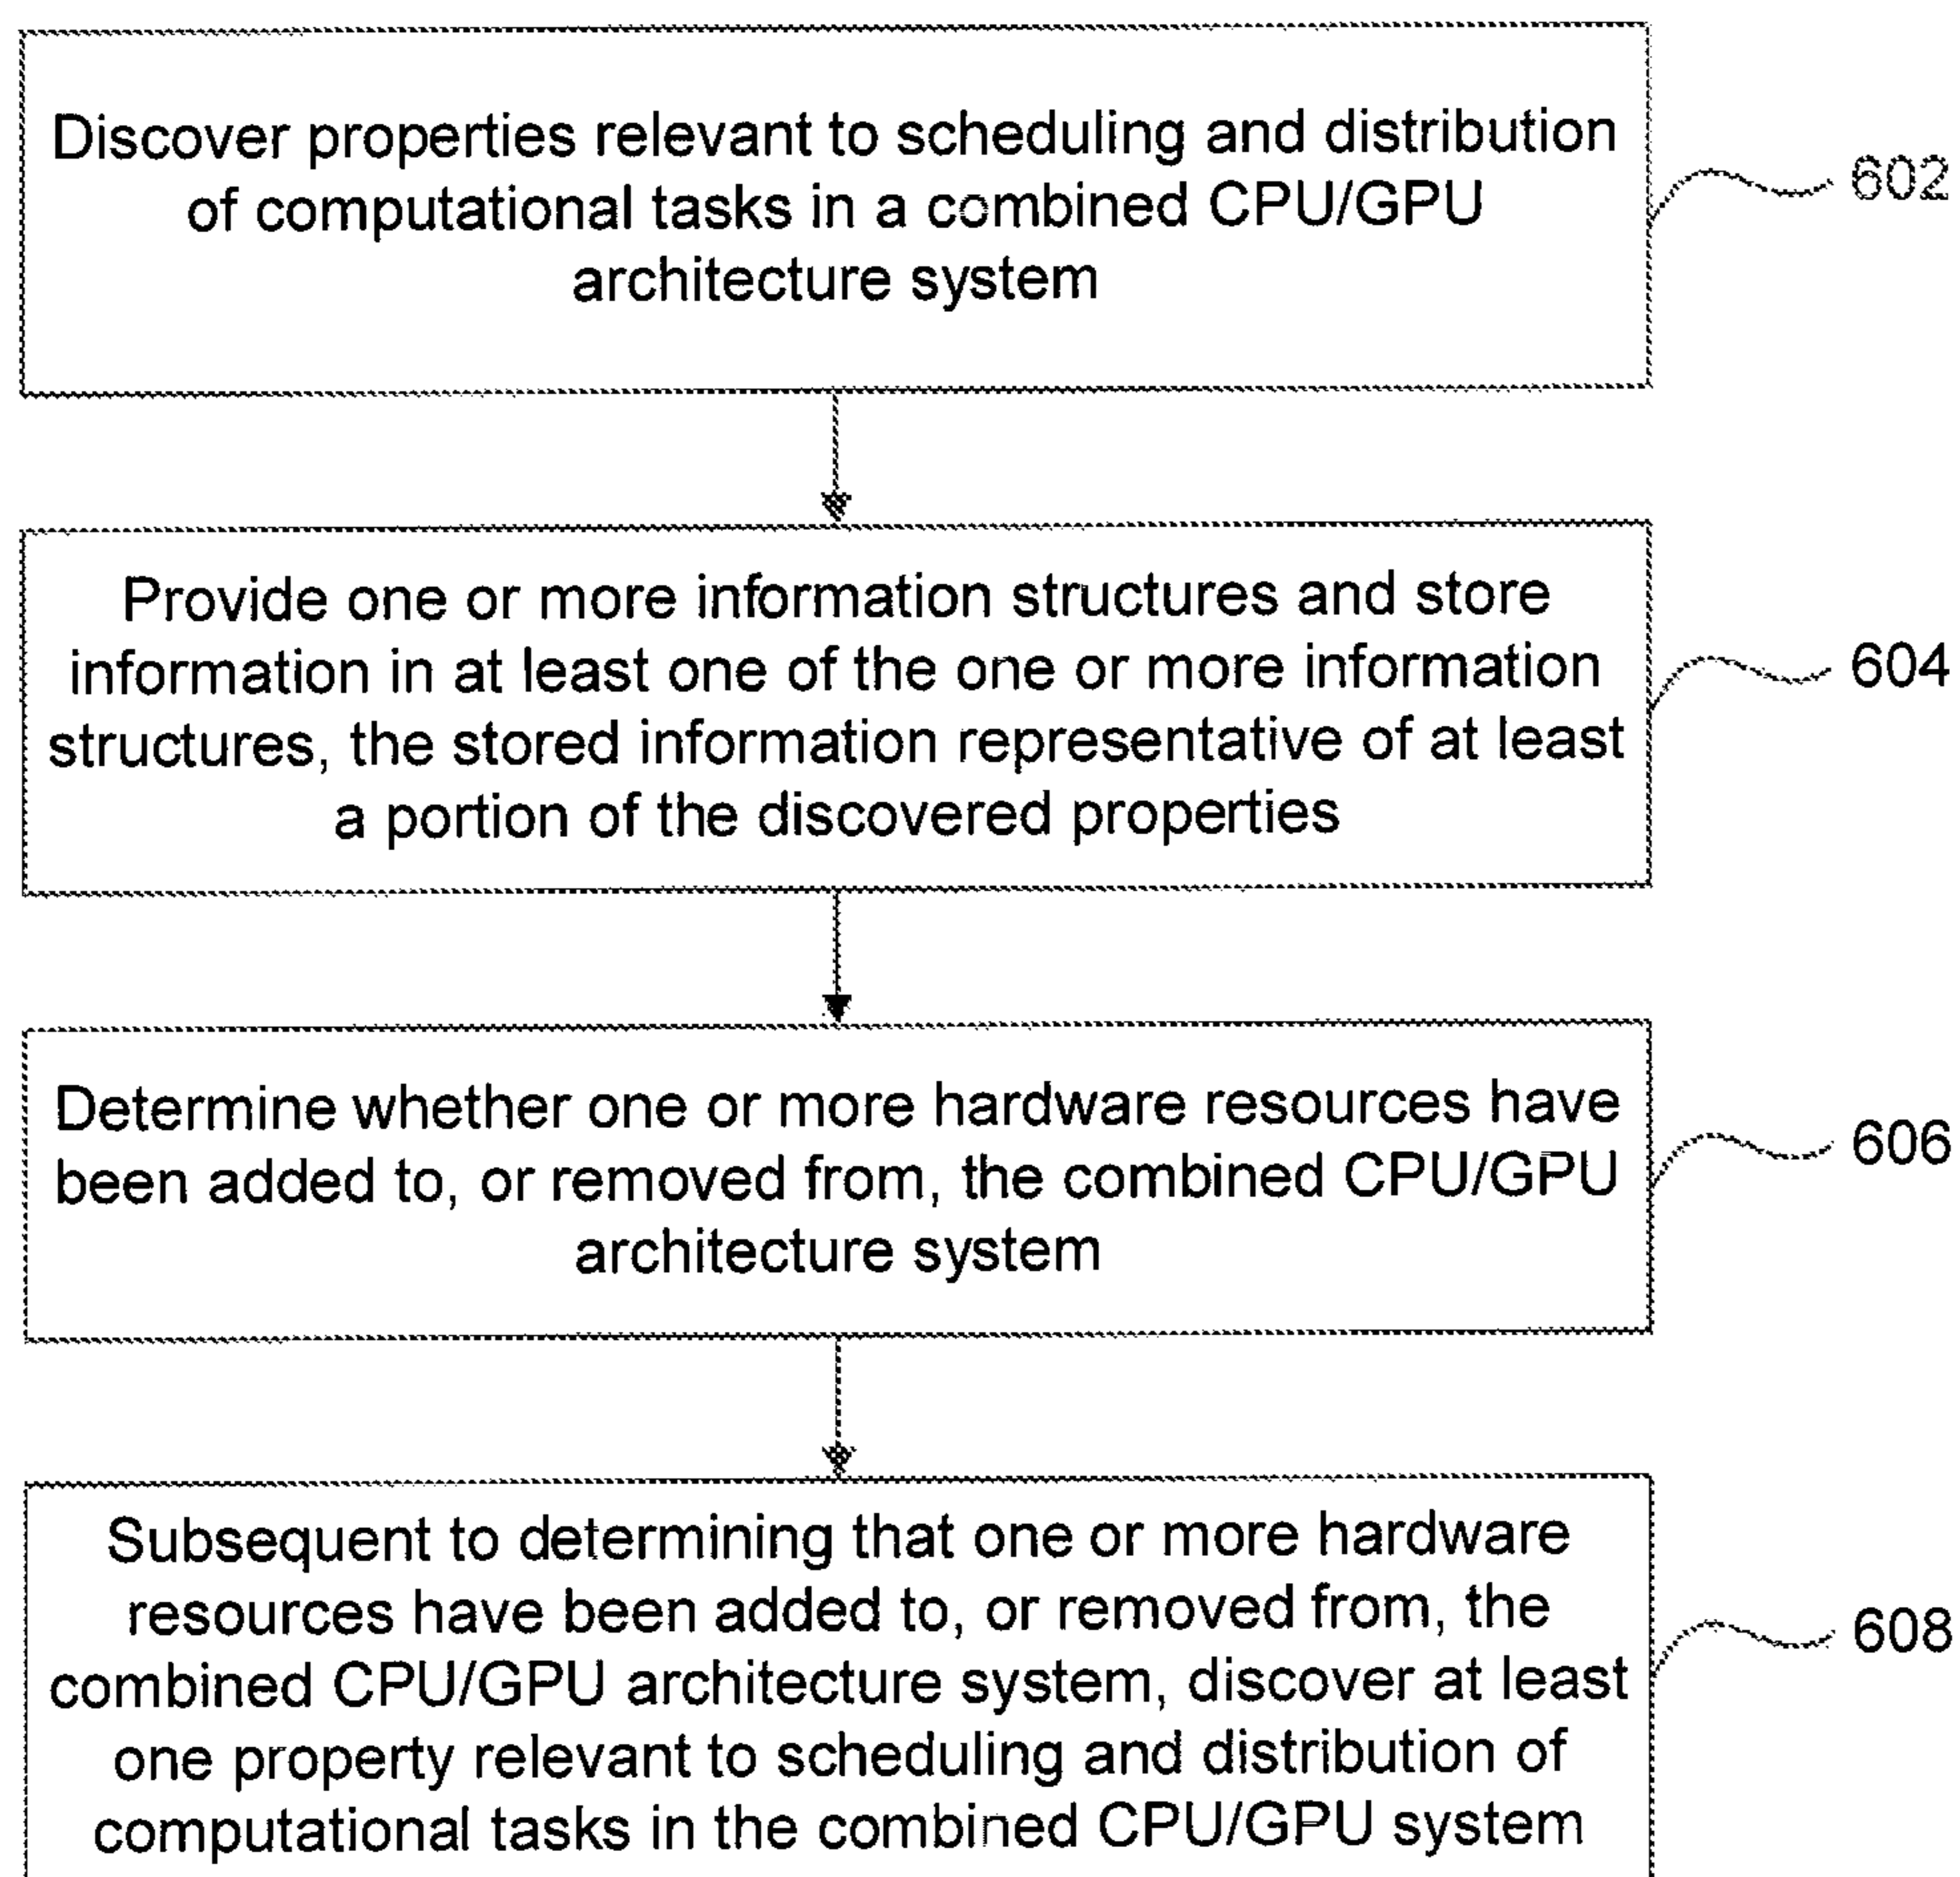 Discover properties relevant to scheduling and distribution
of computational tasks in a combined CPU/GPU
architecture system
602
Provide one or more information structures and store
information in at least one of the one or more information
structures, the stored information representative of at least
a portion of the discovered properties
604
Determine whether one or more hardware resources have
been added to, or removed from, the combined CPU/GPU
architecture system
606
Subsequent to determining that one or more hardware
resources have been added to, or removed from, the
combined CPU/GPU architecture system, discover at least
one property relevant to scheduling and distribution of
computational tasks in the combined CPU/GPU system
608